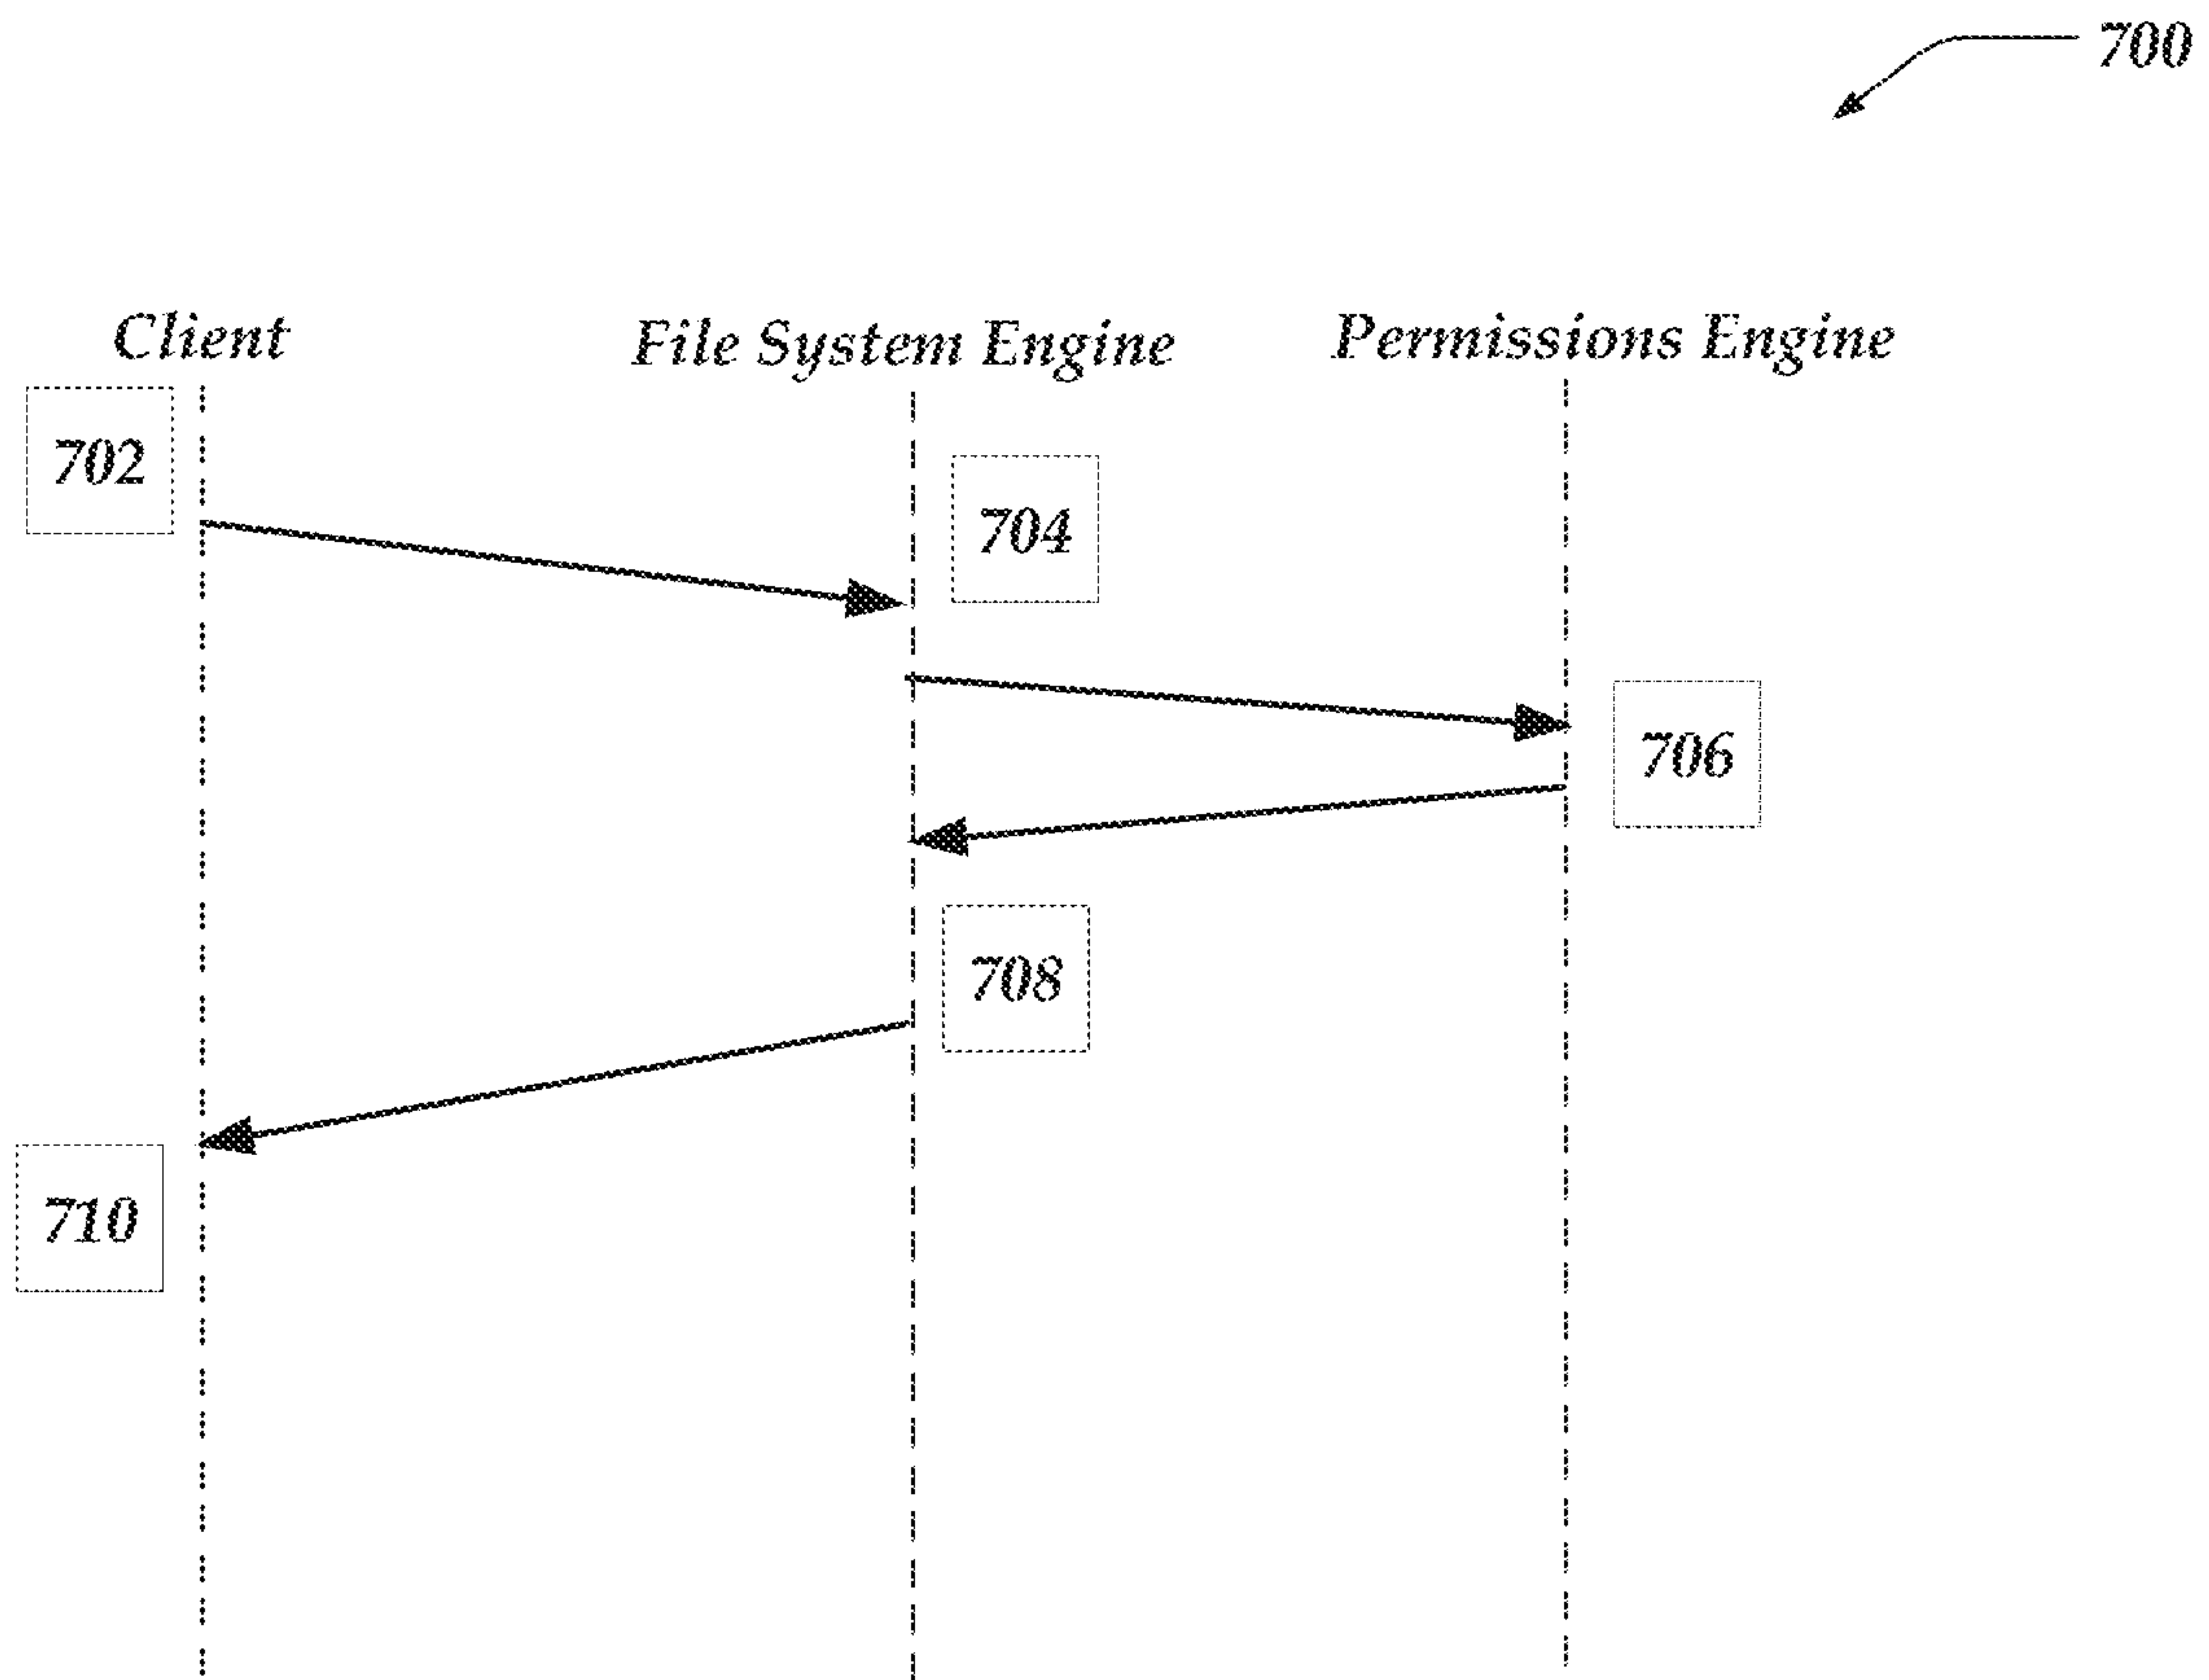 700
Client
File System Engine
Permissions Engine
702
704
706
708
710